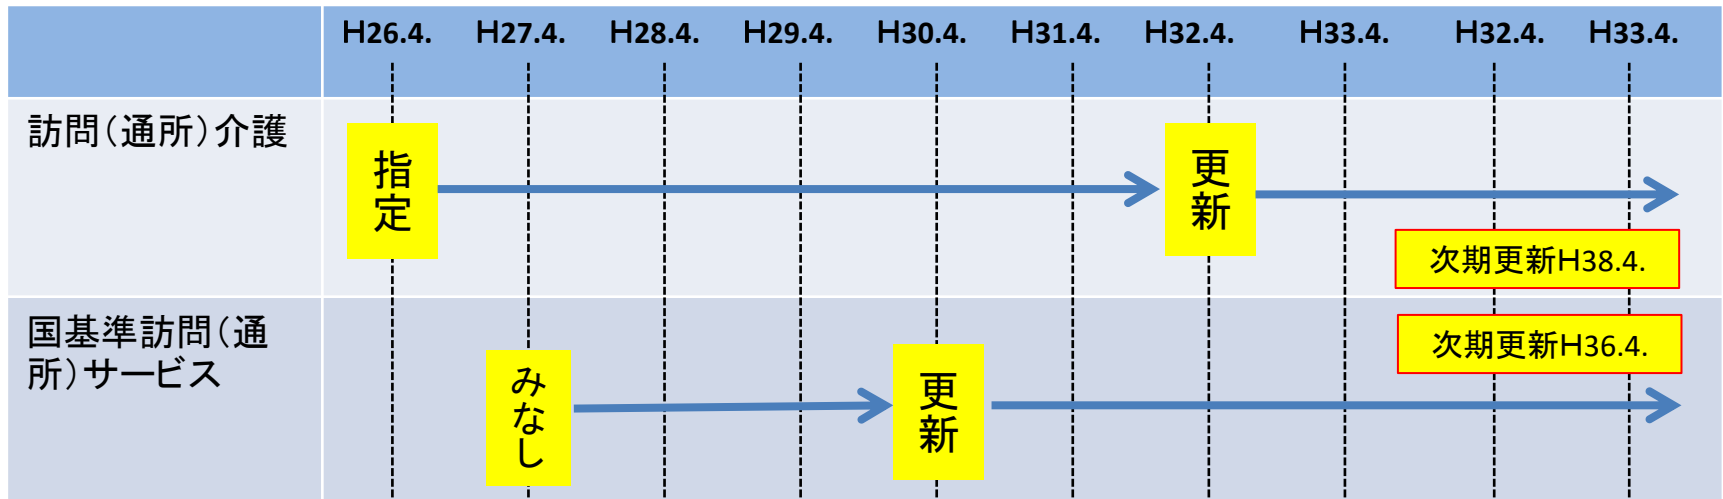 H26.4. H27.4. H28.4. H29.4. H30.4. H31.4. H32.4. H33.4. H32.4. H33.4.
訪問（通所）介護
指定
更新
次期更新H38.4.
国基準訪問（通
所）サービス
みなし
更新
次期更新H36.4.